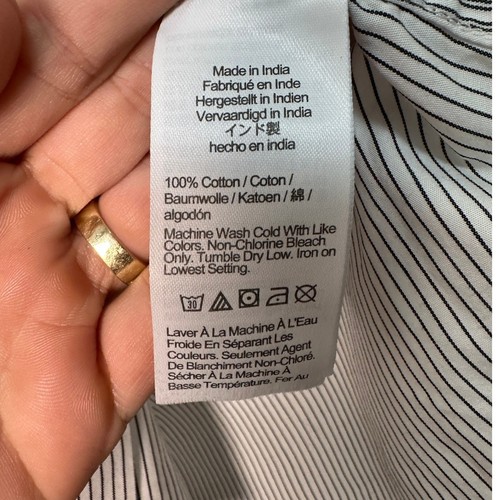 Made in India
Fabriqué en Inde
Hergestellt in Indien
Vervaardigd in India
インド製
hecho en india
100% Cotton / Coton /
Baumwolle / Katoen / 綿 /
algodón
Machine Wash Cold With Like
Colors. Non-Chlorine Bleach
Only. Tumble Dry Low. Iron on
Lowest Setting.
30
Laver À La Machine À L'Eau
Froide En Séparant Les
Couleurs. Seulement Agent
De Blanchiment Non-Chloré.
Sécher À La Machine À
Basse Température. Fer Au